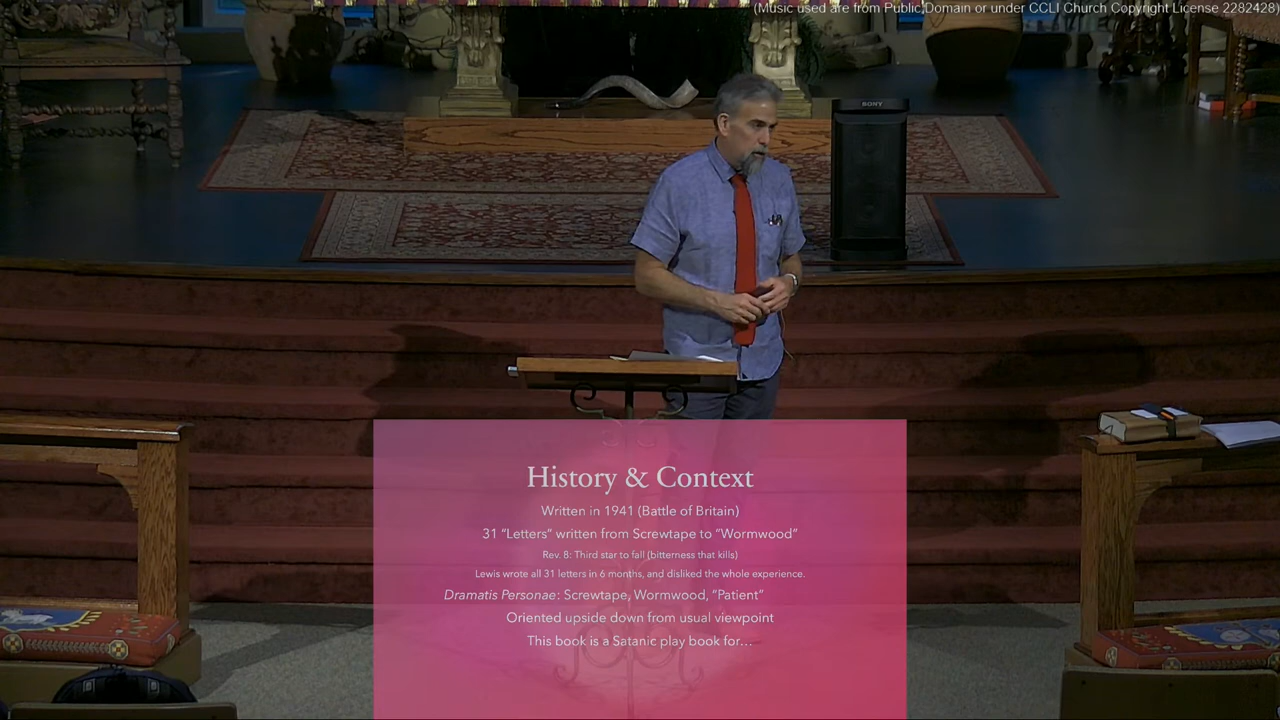 (Music used are from Public Domain or under CCLI Church Copyright License 2282428)
SONY
History & Context
Written in 1941 (Battle of Britain)
31 “Letters” written from Screwtape to “Wormwood”
Rev. 8: Third star to fall (bitterness that kills)
Lewis wrote all 31 letters in 6 months, and disliked the whole experience.
Dramatis Personae: Screwtape, Wormwood, “Patient”
Oriented upside down from usual viewpoint
This book is a Satanic play book for…